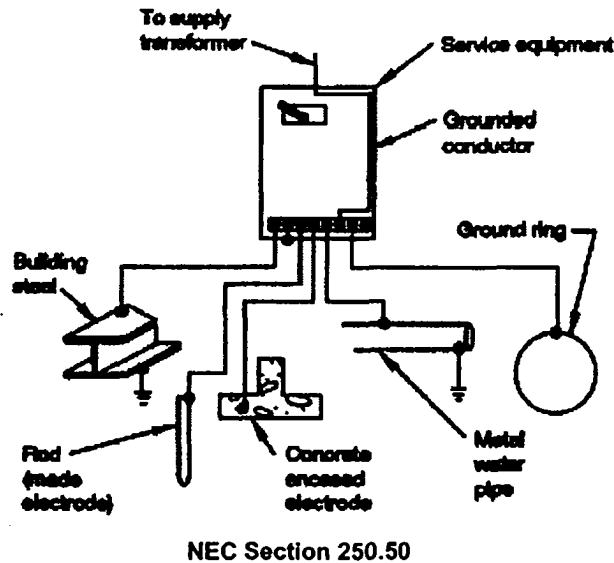 To supply
transformer
Service equipment
Grounded
conductor
Ground ring
Building
steel
Rod
(made
electrode)
Concrete
encased
electrode
Metal
water
pipe
NEC Section 250.50